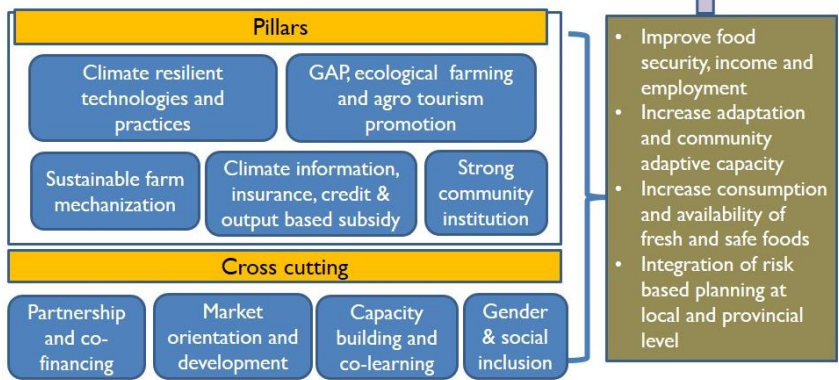 Pillars
Climate resilient
technologies and
practices
GAP, ecological farming
and agro tourism
promotion
Sustainable farm
mechanization
Climate information,
insurance, credit &
output based subsidy
Strong
community
institution
Cross cutting
Partnership
and co-
financing
Market
orientation and
development
Capacity
building and
co-learning
Gender
& social
inclusion
• Improve food
security, income and
employment
• Increase adaptation
and community
adaptive capacity
• Increase consumption
and availability of
fresh and safe foods
• Integration of risk
based planning at
local and provincial
level